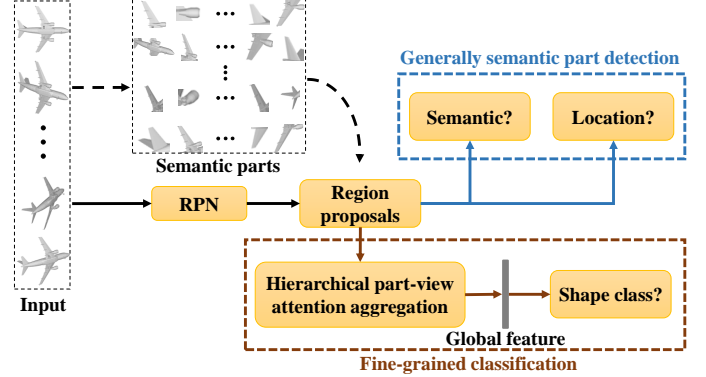 Generally semantic part detection
Semantic?
Location?
Semantic parts
RPN
Region
proposals
Input
Hierarchical part-view
attention aggregation
Shape class?
Global feature
Fine-grained classification